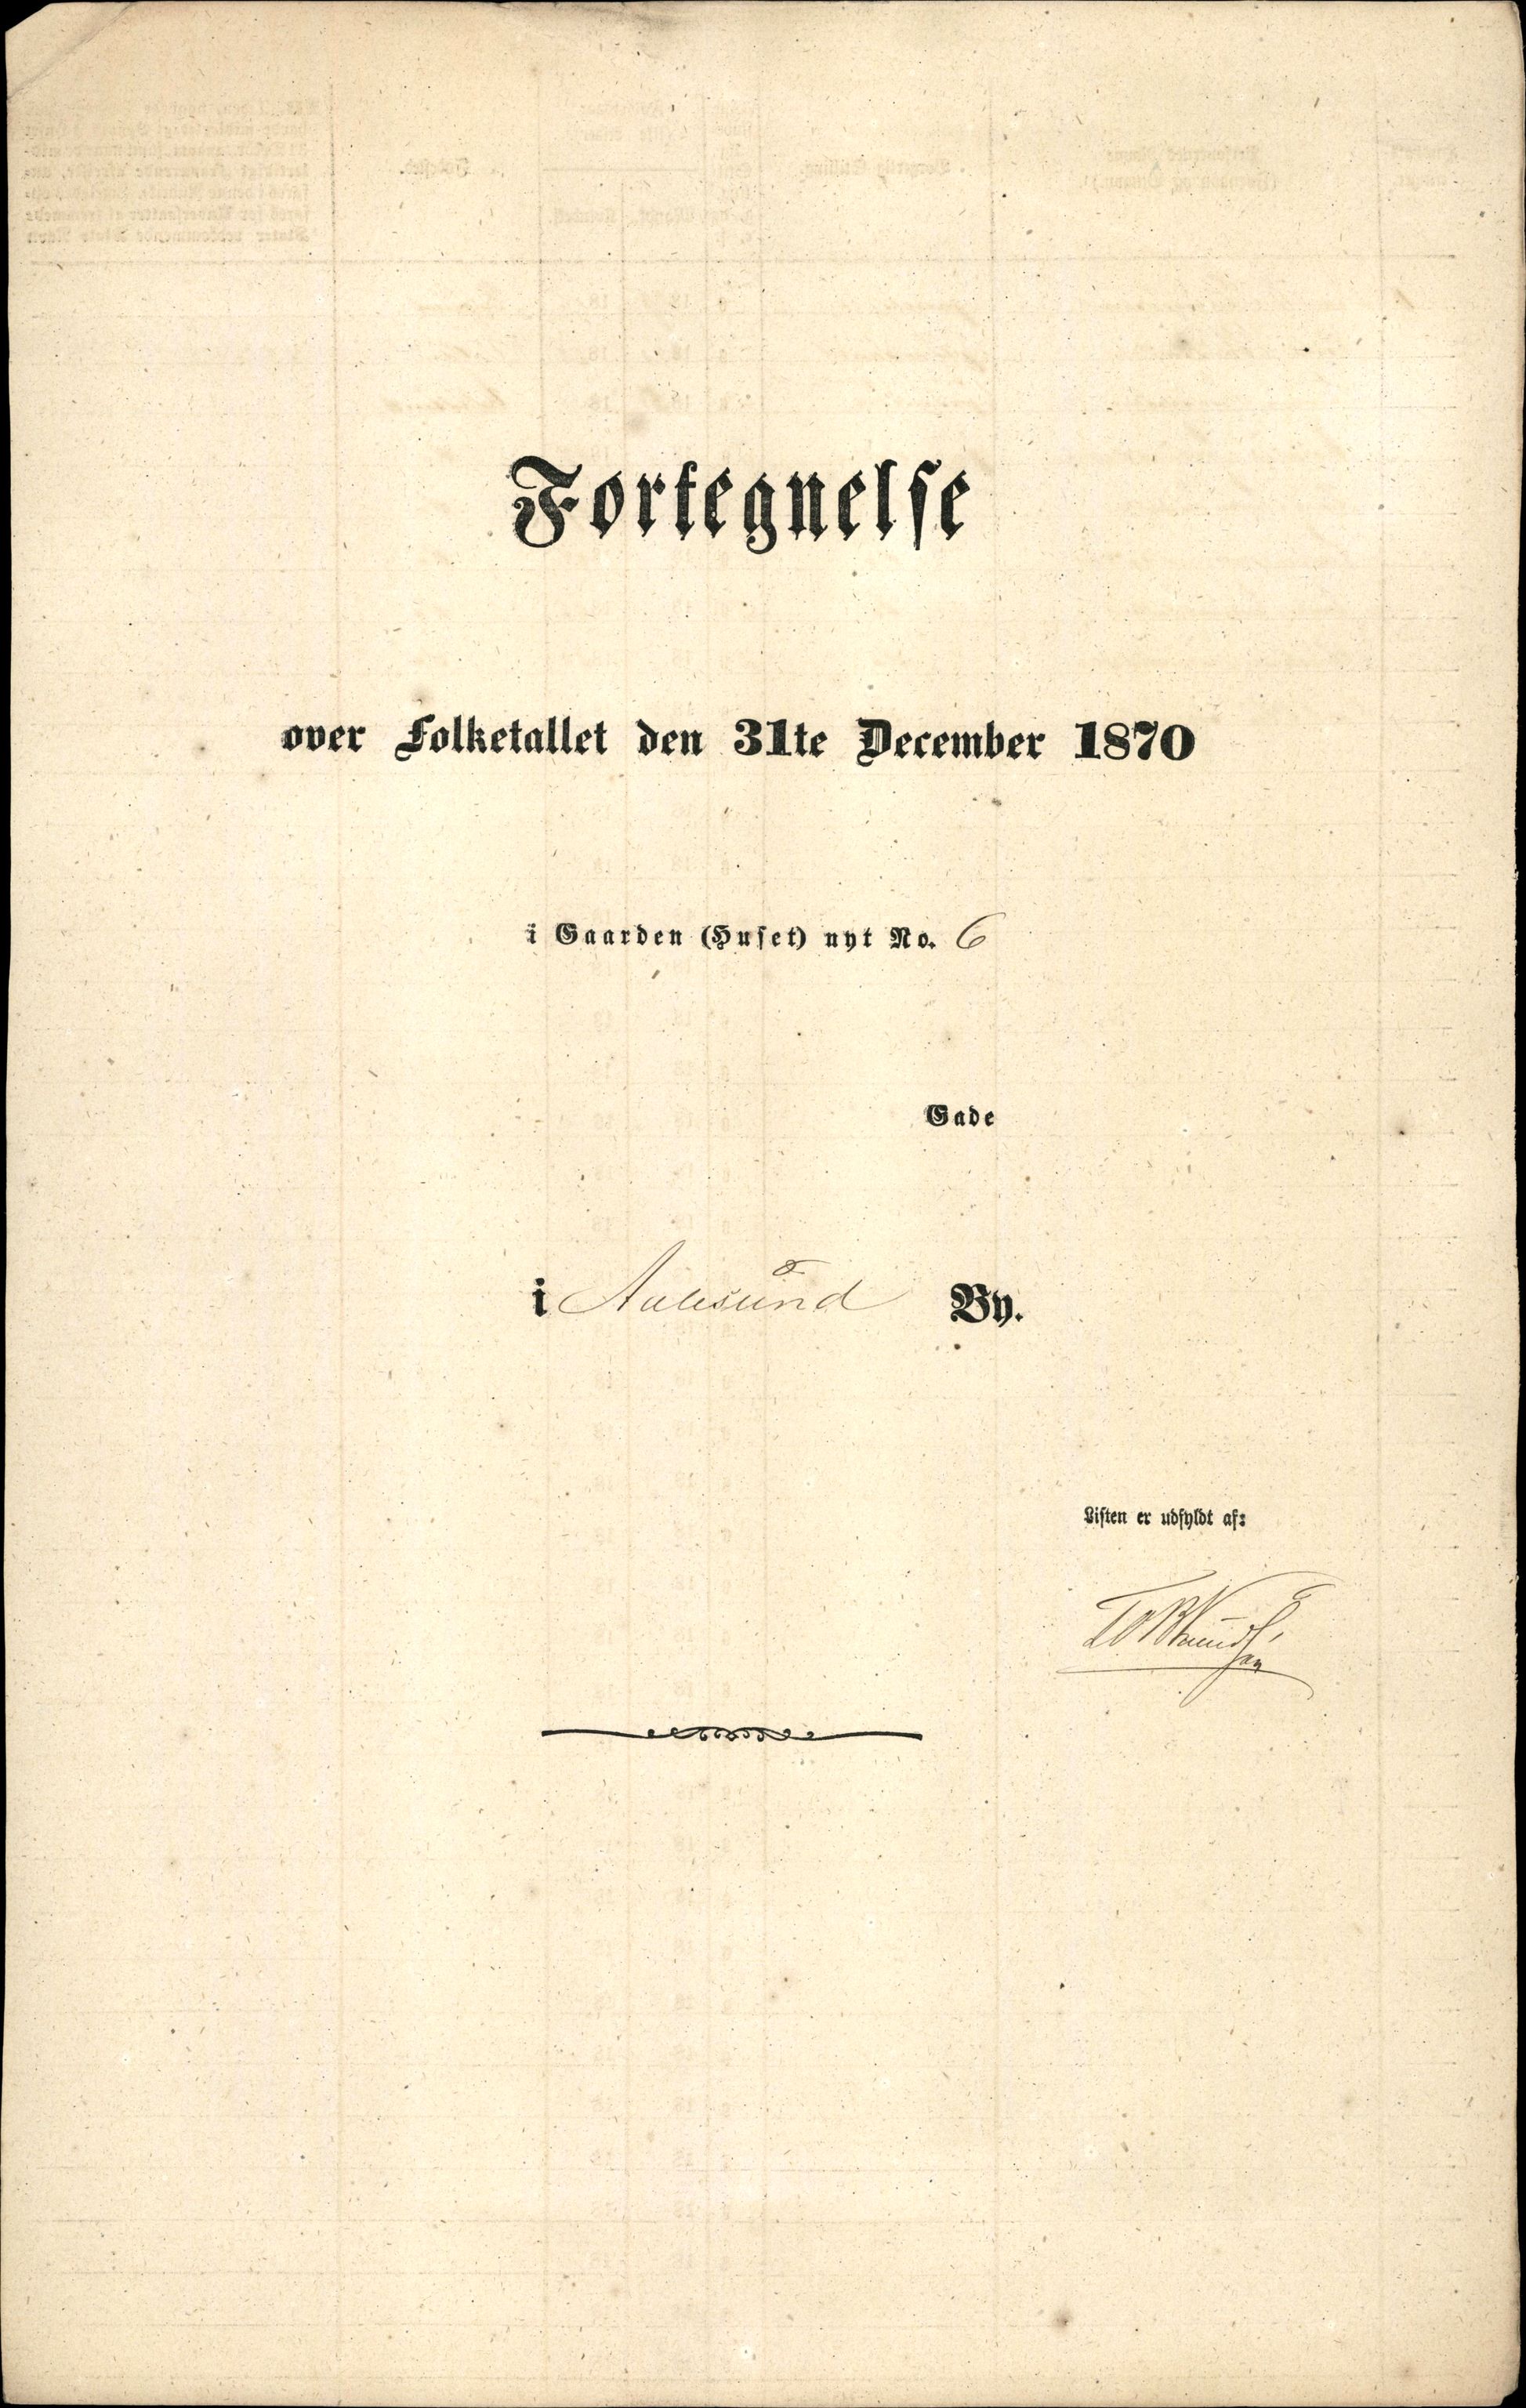 Fortegnelse
over Folketallet den 31te December 1870
i Gaarden (Huset) nyt No. 6
Gade
i Aalesund By.
Listen er udfyldt af: